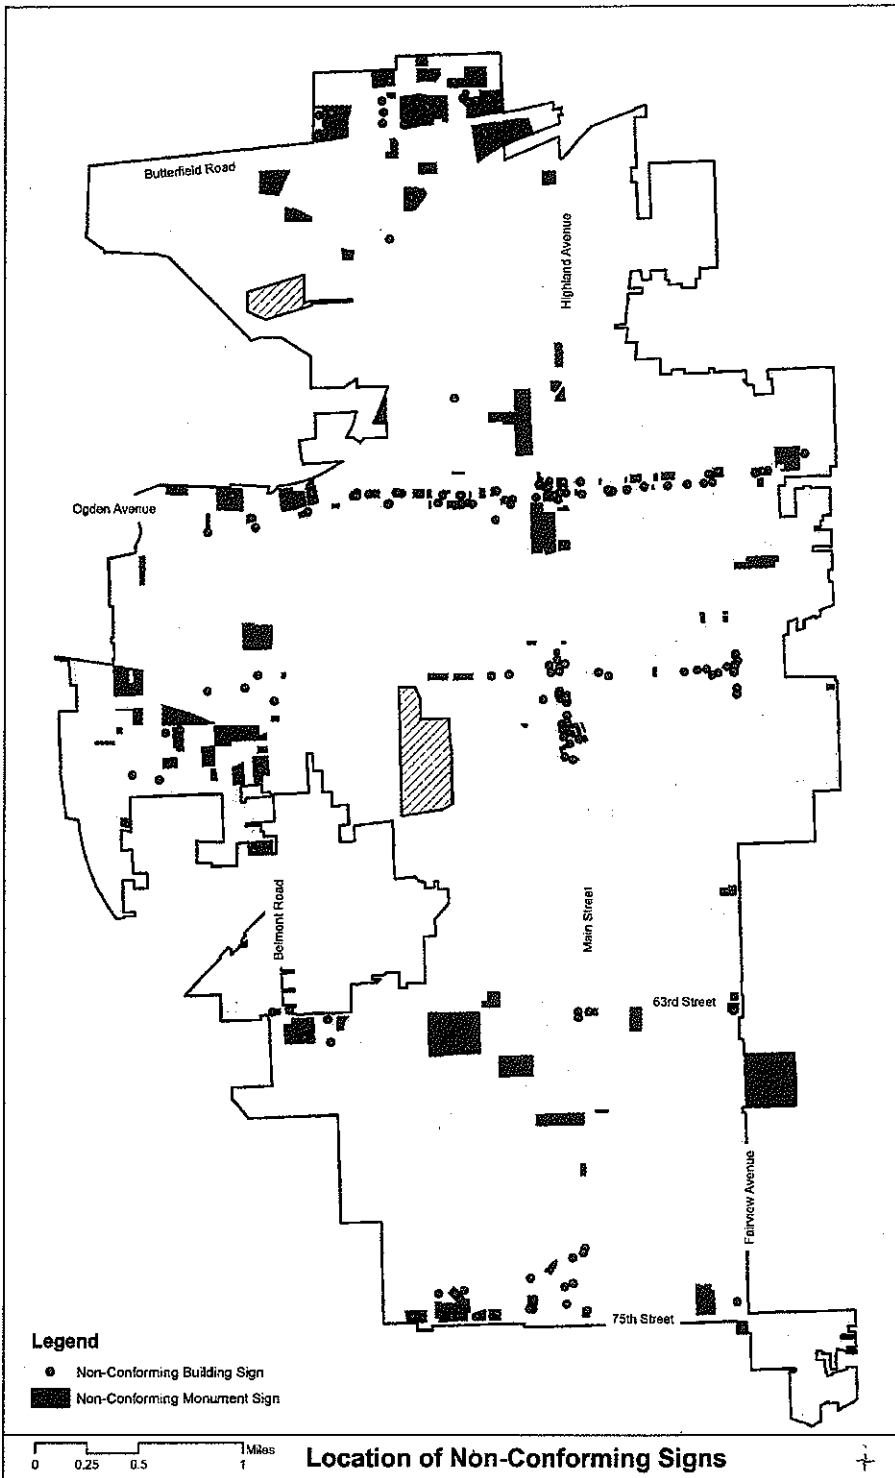 Butterfield Road
Highland Avenue
Ogden Avenue
Belmont Road
Main Street
63rd Street
Fairview Avenue
75th Street
Legend
Non-Conforming Building Sign
Non-Conforming Monument Sign
Miles
0 0.25 0.5 1
Location of Non-Conforming Signs